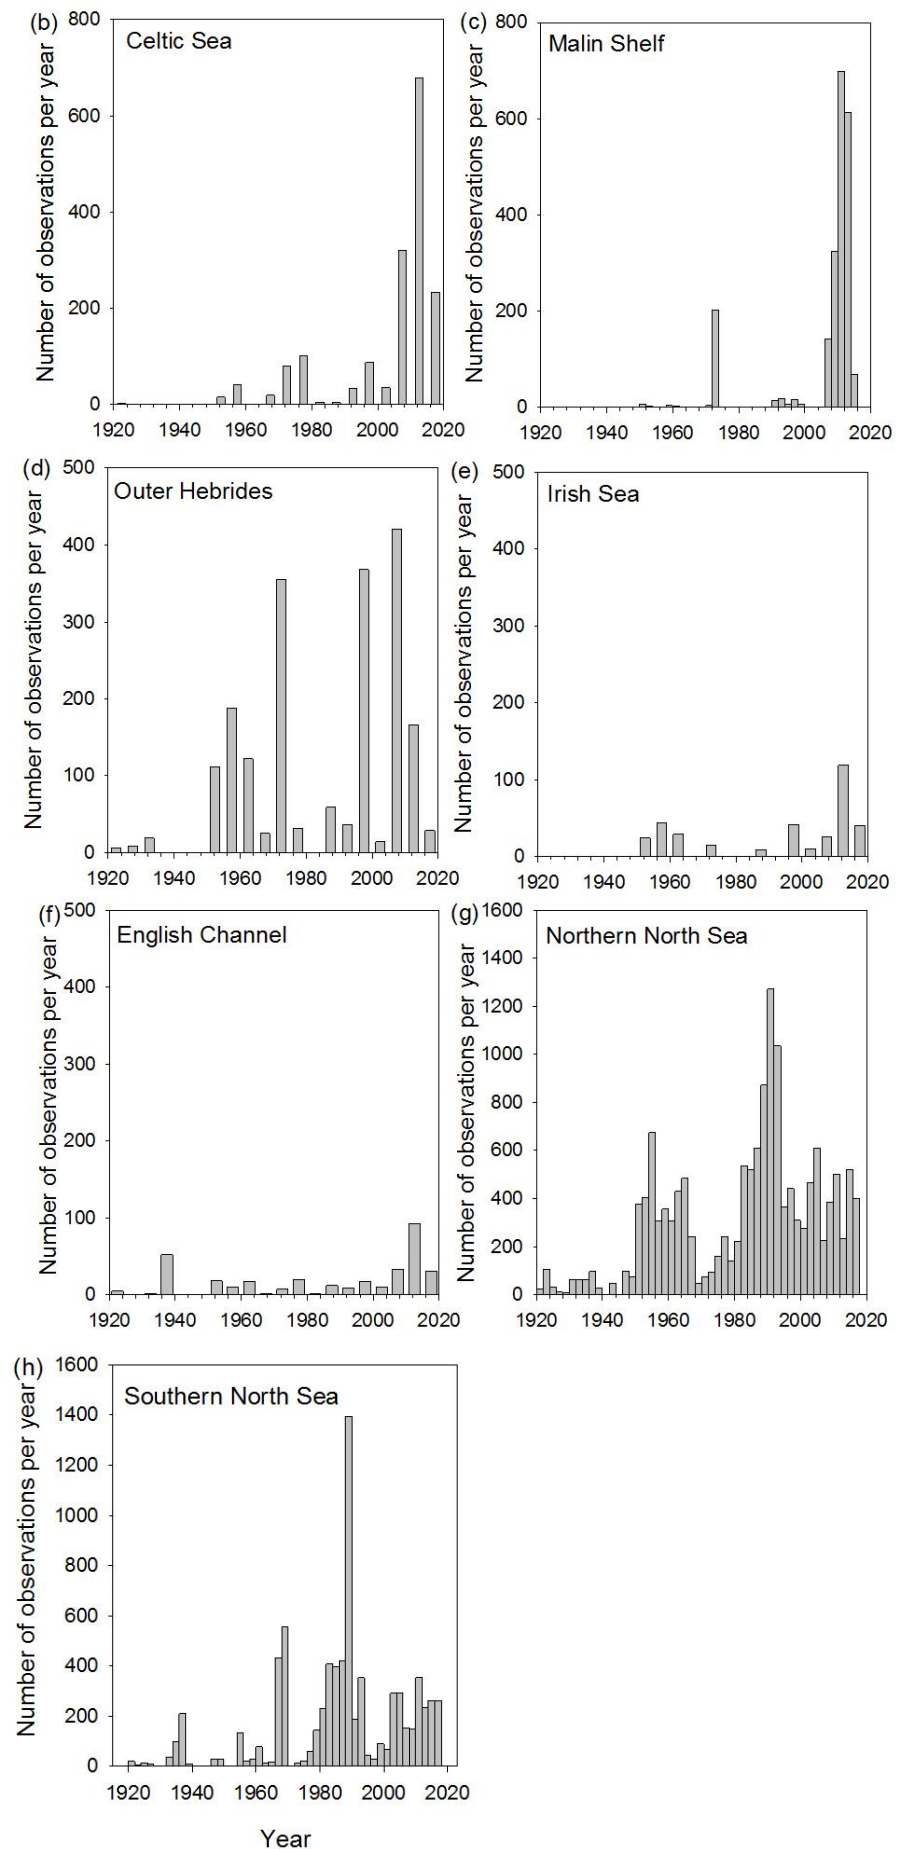 (b)
Celtic Sea
Number of observations per year
800
600
400
200
0
1920 1940 1960 1980 2000 2020
(c)
Malin Shelf
Number of observations per year
800
600
400
200
0
1920 1940 1960 1980 2000 2020
(d)
Outer Hebrides
Number of observations per year
500
400
300
200
100
0
1920 1940 1960 1980 2000 2020
(e)
Irish Sea
Number of observations per year
500
400
300
200
100
0
1920 1940 1960 1980 2000 2020
(f)
English Channel
Number of observations per year
500
400
300
200
100
0
1920 1940 1960 1980 2000 2020
(g)
Northern North Sea
Number of observations per year
1600
1400
1200
1000
800
600
400
200
0
1920 1940 1960 1980 2000 2020
(h)
Southern North Sea
Number of observations per year
1600
1400
1200
1000
800
600
400
200
0
1920 1940 1960 1980 2000 2020
Year